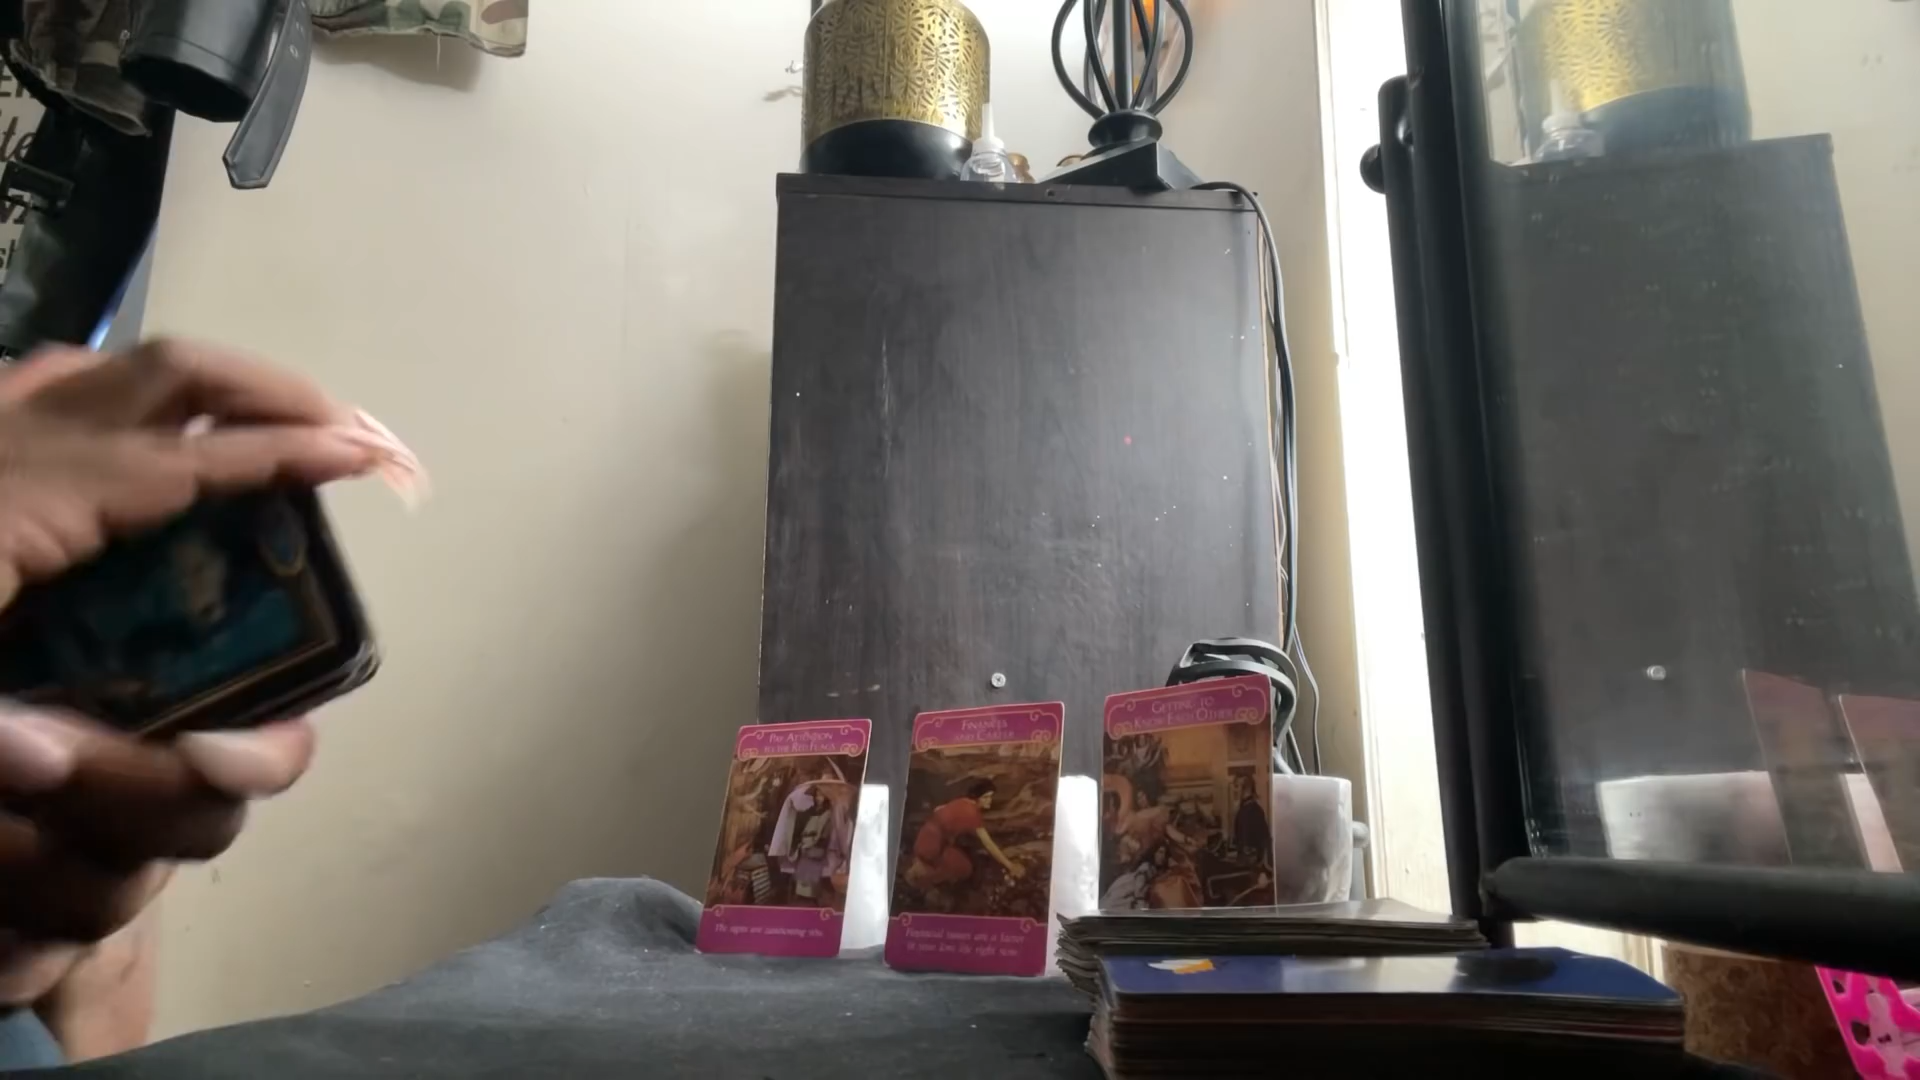 Pay Attention
to the Red Flags
The signs are cautioning you.
Finances
and Career
Financial issues are a factor
in your love life right now.
Getting to
Know Each Other